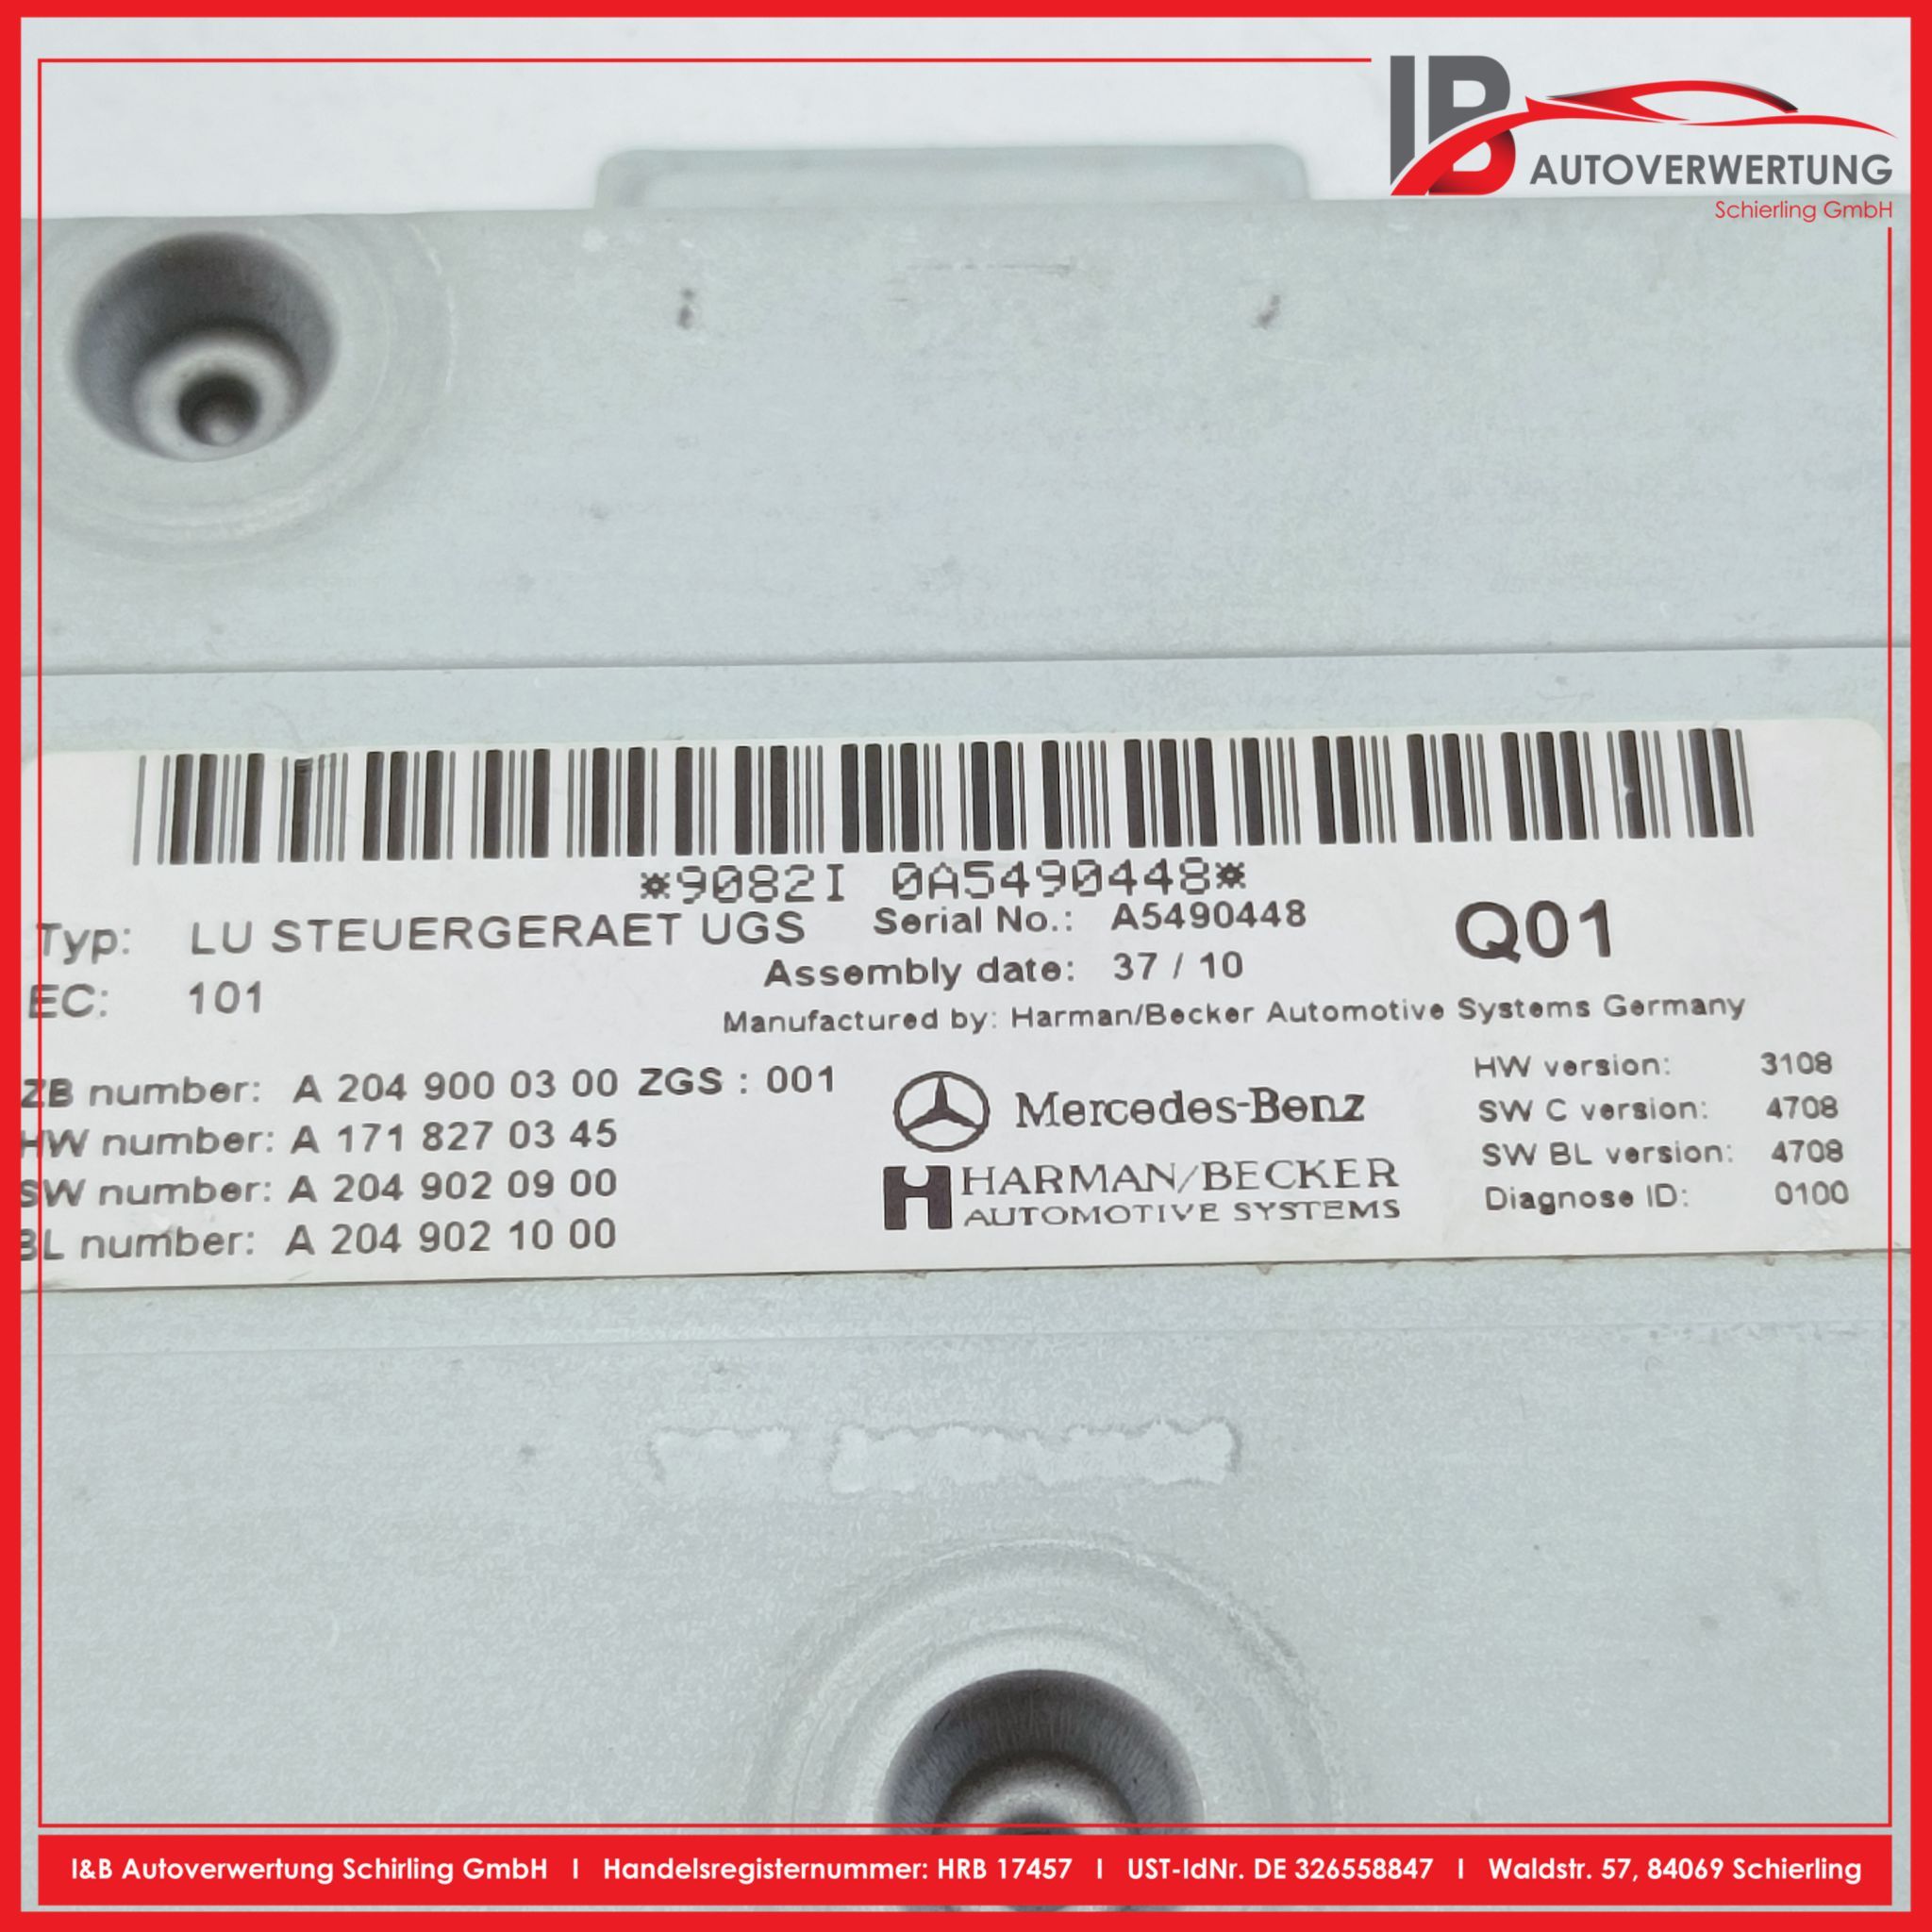 IB AUTOVERWERTUNG
Schierling GmbH
*9082I 0A5490448*
Typ: LU STEUERGERAET UGS Serial No.: A5490448 Q01
EC: 101 Assembly date: 37 / 10
Manufactured by: Harman/Becker Automotive Systems Germany
ZB number: A 204 900 03 00 ZGS : 001
HW number: A 171 827 03 45
SW number: A 204 902 09 00
BL number: A 204 902 10 00
Mercedes-Benz
HARMAN/BECKER
AUTOMOTIVE SYSTEMS
HW version: 3108
SW C version: 4708
SW BL version: 4708
Diagnose ID: 0100
I&B Autoverwertung Schirling GmbH I Handelsregisternummer: HRB 17457 I UST-IdNr. DE 326558847 I Waldstr. 57, 84069 Schierling